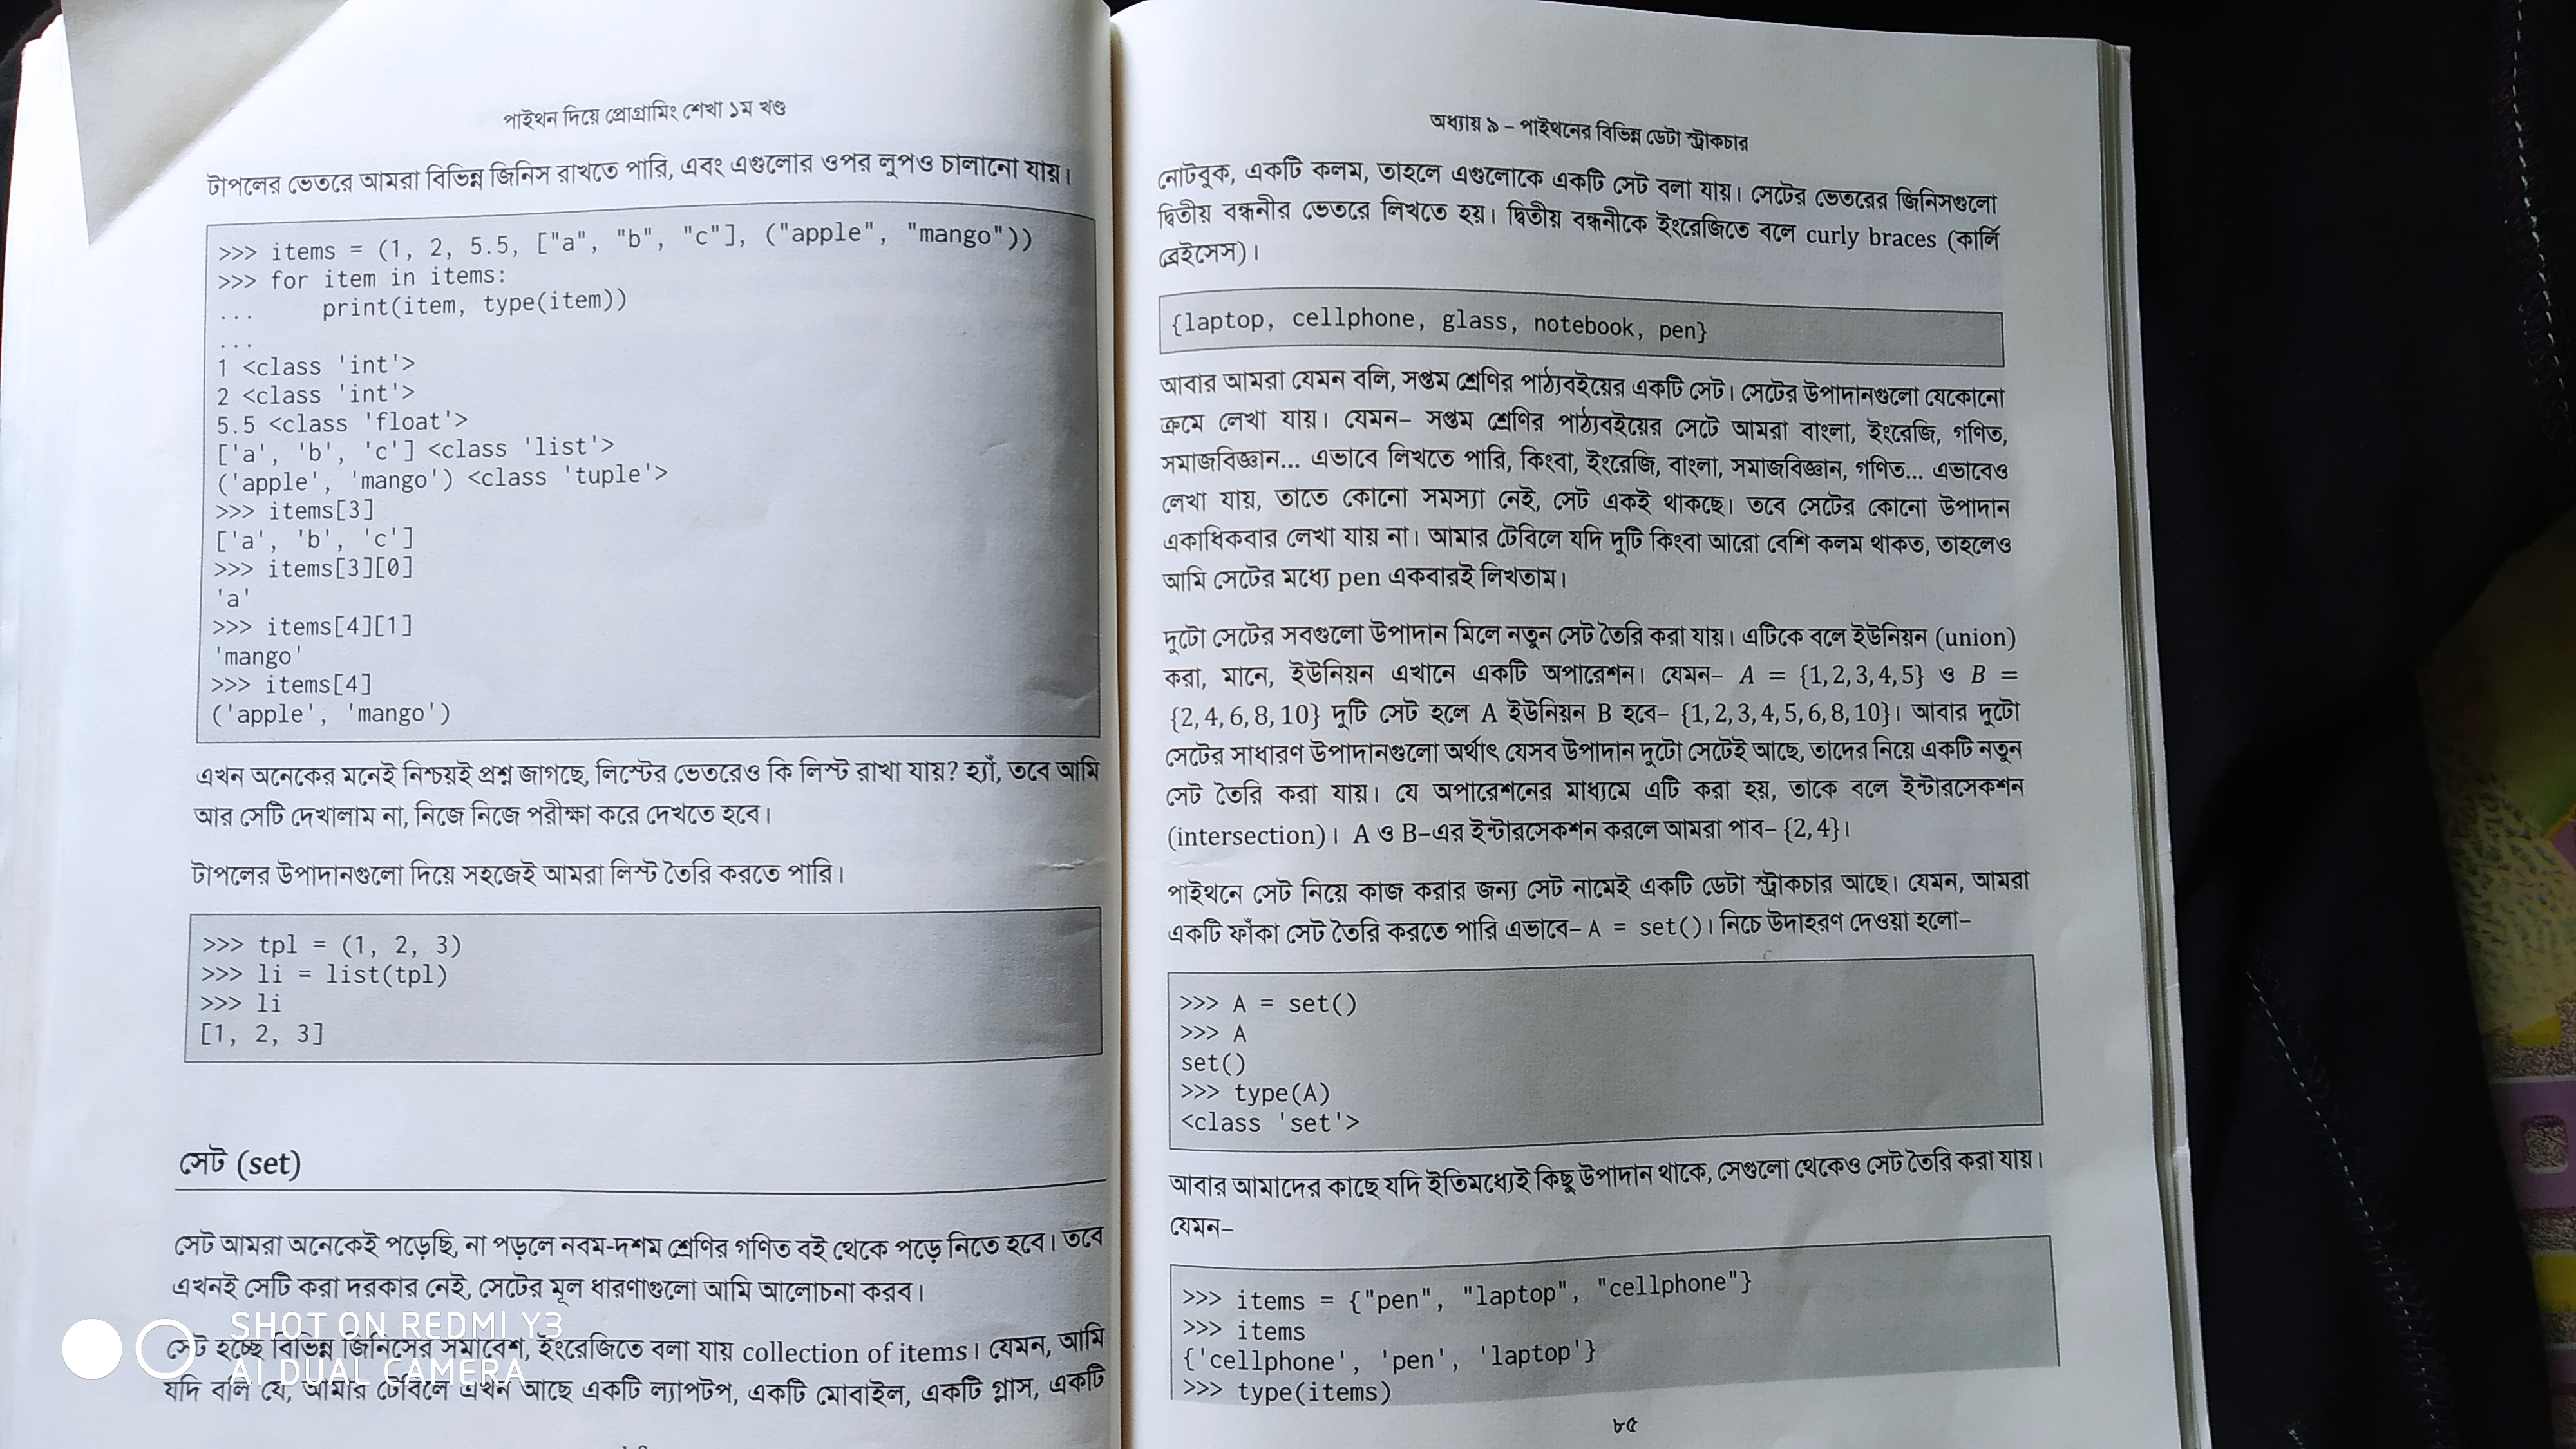 পাইথন দিয়ে প্রোগ্রামিং শেখা ১ম খণ্ড
টাপলের ভেতরে আমরা বিভিন্ন জিনিস রাখতে পারি, এবং এগুলোর ওপর লুপও চালানো যায়।
>>> items = (1, 2, 5.5, ["a", "b", "c"], ("apple", "mango"))
>>> for item in items:
...     print(item, type(item))
...
1 <class 'int'>
2 <class 'int'>
5.5 <class 'float'>
['a', 'b', 'c'] <class 'list'>
('apple', 'mango') <class 'tuple'>
>>> items[3]
['a', 'b', 'c']
>>> items[3][0]
'a'
>>> items[4][1]
'mango'
>>> items[4]
('apple', 'mango')
এখন অনেকের মনেই নিশ্চয়ই প্রশ্ন জাগছে, লিস্টের ভেতরেও কি লিস্ট রাখা যায়? হ্যাঁ, তবে আমি
আর সেটি দেখালাম না, নিজে নিজে পরীক্ষা করে দেখতে হবে।
টাপলের উপাদানগুলো দিয়ে সহজেই আমরা লিস্ট তৈরি করতে পারি।
>>> tpl = (1, 2, 3)
>>> li = list(tpl)
>>> li
[1, 2, 3]
সেট (set)
সেট আমরা অনেকেই পড়েছি, না পড়লে নবম-দশম শ্রেণির গণিত বই থেকে পড়ে নিতে হবে। তবে
এখনই সেটি করা দরকার নেই, সেটের মূল ধারণাগুলো আমি আলোচনা করব।
সেট হচ্ছে বিভিন্ন জিনিসের সমাবেশ, ইংরেজিতে বলা যায় collection of items। যেমন, আমি
যদি বলি যে, আমার টেবিলে এখন আছে একটি ল্যাপটপ, একটি মোবাইল, একটি গ্লাস, একটি
SHOT ON REDMI Y3
AI DUAL CAMERA
অধ্যায় ৯ – পাইথনের বিভিন্ন ডেটা স্ট্রাকচার
নোটবুক, একটি কলম, তাহলে এগুলোকে একটি সেট বলা যায়। সেটের ভেতরের জিনিসগুলো
দ্বিতীয় বন্ধনীর ভেতরে লিখতে হয়। দ্বিতীয় বন্ধনীকে ইংরেজিতে বলে curly braces (কার্লি
ব্রেইসেস)।
{laptop, cellphone, glass, notebook, pen}
আবার আমরা যেমন বলি, সপ্তম শ্রেণির পাঠ্যবইয়ের একটি সেট। সেটের উপাদানগুলো যেকোনো
ক্রমে লেখা যায়। যেমন– সপ্তম শ্রেণির পাঠ্যবইয়ের সেটে আমরা বাংলা, ইংরেজি, গণিত,
সমাজবিজ্ঞান... এভাবে লিখতে পারি, কিংবা, ইংরেজি, বাংলা, সমাজবিজ্ঞান, গণিত... এভাবেও
লেখা যায়, তাতে কোনো সমস্যা নেই, সেট একই থাকছে। তবে সেটের কোনো উপাদান
একাধিকবার লেখা যায় না। আমার টেবিলে যদি দুটি কিংবা আরো বেশি কলম থাকত, তাহলেও
আমি সেটের মধ্যে pen একবারই লিখতাম।
দুটো সেটের সবগুলো উপাদান মিলে নতুন সেট তৈরি করা যায়। এটিকে বলে ইউনিয়ন (union)
করা, মানে, ইউনিয়ন এখানে একটি অপারেশন। যেমন– A = {1,2,3,4,5} ও B =
{2, 4, 6, 8, 10} দুটি সেট হলে A ইউনিয়ন B হবে– {1, 2, 3, 4, 5, 6, 8, 10}। আবার দুটো
সেটের সাধারণ উপাদানগুলো অর্থাৎ যেসব উপাদান দুটো সেটেই আছে, তাদের নিয়ে একটি নতুন
সেট তৈরি করা যায়। যে অপারেশনের মাধ্যমে এটি করা হয়, তাকে বলে ইন্টারসেকশন
(intersection)। A ও B–এর ইন্টারসেকশন করলে আমরা পাব– {2, 4}।
পাইথনে সেট নিয়ে কাজ করার জন্য সেট নামেই একটি ডেটা স্ট্রাকচার আছে। যেমন, আমরা
একটি ফাঁকা সেট তৈরি করতে পারি এভাবে– A = set()। নিচে উদাহরণ দেওয়া হলো–
>>> A = set()
>>> A
set()
>>> type(A)
<class 'set'>
আবার আমাদের কাছে যদি ইতিমধ্যেই কিছু উপাদান থাকে, সেগুলো থেকেও সেট তৈরি করা যায়।
যেমন–
>>> items = {"pen", "laptop", "cellphone"}
>>> items
{'cellphone', 'pen', 'laptop'}
>>> type(items)
৮৫